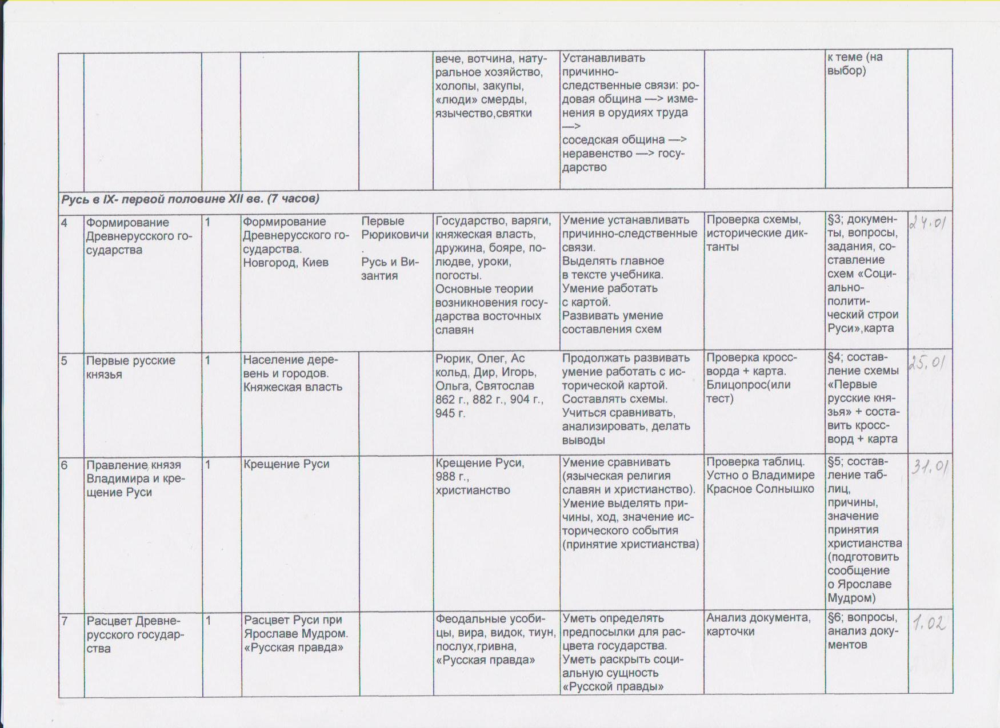 вече, вотчина, нату-
ральное хозяйство,
холопы, закупы,
«люди» смерды,
язычество,святки
Устанавливать
причинно-
следственные связи: ро-
довая община —> изме-
нения в орудиях труда
—>
соседская община —>
неравенство —> госу-
дарство
к теме (на
выбор)
Русь в IX- первой половине XII вв. (7 часов)
4
Формирование
Древнерусского го-
сударства
1
Формирование
Древнерусского го-
сударства.
Новгород, Киев
Первые
Рюриковичи
.
Русь и Ви-
зантия
Государство, варяги,
княжеская власть,
дружина, бояре, по-
людве, уроки,
погосты.
Основные теории
возникновения госу-
дарства восточных
славян
Умение устанавливать
причинно-следственные
связи.
Выделять главное
в тексте учебника.
Умение работать
с картой.
Развивать умение
составления схем
Проверка схемы,
исторические дик-
танты
§3; докумен-
ты, вопросы,
задания, со-
ставление
схем «Соци-
ально-
полити-
ческий строи
Руси»,карта
24.01
5
Первые русские
князья
1
Население дере-
вень и городов.
Княжеская власть
Рюрик, Олег, Ас
кольд, Дир, Игорь,
Ольга, Святослав
862 г., 882 г., 904 г.,
945 г.
Продолжать развивать
умение работать с ис-
торической картой.
Составлять схемы.
Учиться сравнивать,
анализировать, делать
выводы
Проверка кросс-
ворда + карта.
Блицопрос(или
тест)
§4; состав-
ление схемы
«Первые
русские кня-
зья» + соста-
вить кросс-
ворд + карта
25.01
6
Правление князя
Владимира и кре-
щение Руси
1
Крещение Руси
Крещение Руси,
988 г.,
христианство
Умение сравнивать
(языческая религия
славян и христианство).
Умение выделять при-
чины, ход, значение ис-
торического события
(принятие христианства)
Проверка таблиц.
Устно о Владимире
Красное Солнышко
§5; состав-
ление таб-
лиц,
причины,
значение
принятия
христианства
(подготовить
сообщение
о Ярославе
Мудром)
31.01
7
Расцвет Древне-
русского государ-
ства
1
Расцвет Руси при
Ярославе Мудром.
«Русская правда»
Феодальные усоби-
цы, вира, видок, тиун,
послух,гривна,
«Русская правда»
Уметь определять
предпосылки для рас-
цвета государства.
Уметь раскрыть соци-
альную сущность
«Русской правды»
Анализ документа,
карточки
§6; вопросы,
анализ доку-
ментов
1.02